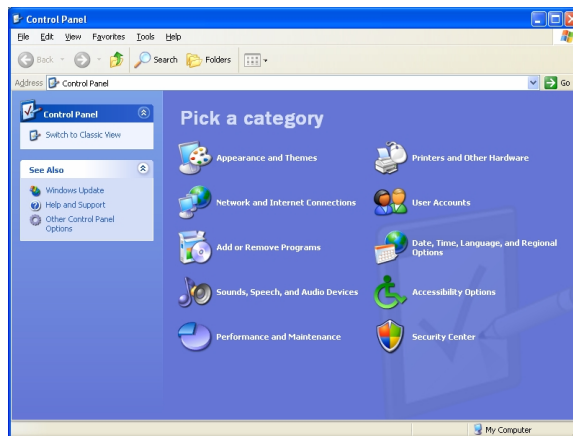 Control Panel
File Edit View Favorites Tools Help
Back Search Folders
Address Control Panel Go
Control Panel
Switch to Classic View
See Also
Windows Update
Help and Support
Other Control Panel
Options
Pick a category
Appearance and Themes
Printers and Other Hardware
Network and Internet Connections
User Accounts
Add or Remove Programs
Date, Time, Language, and Regional
Options
Sounds, Speech, and Audio Devices
Accessibility Options
Performance and Maintenance
Security Center
My Computer